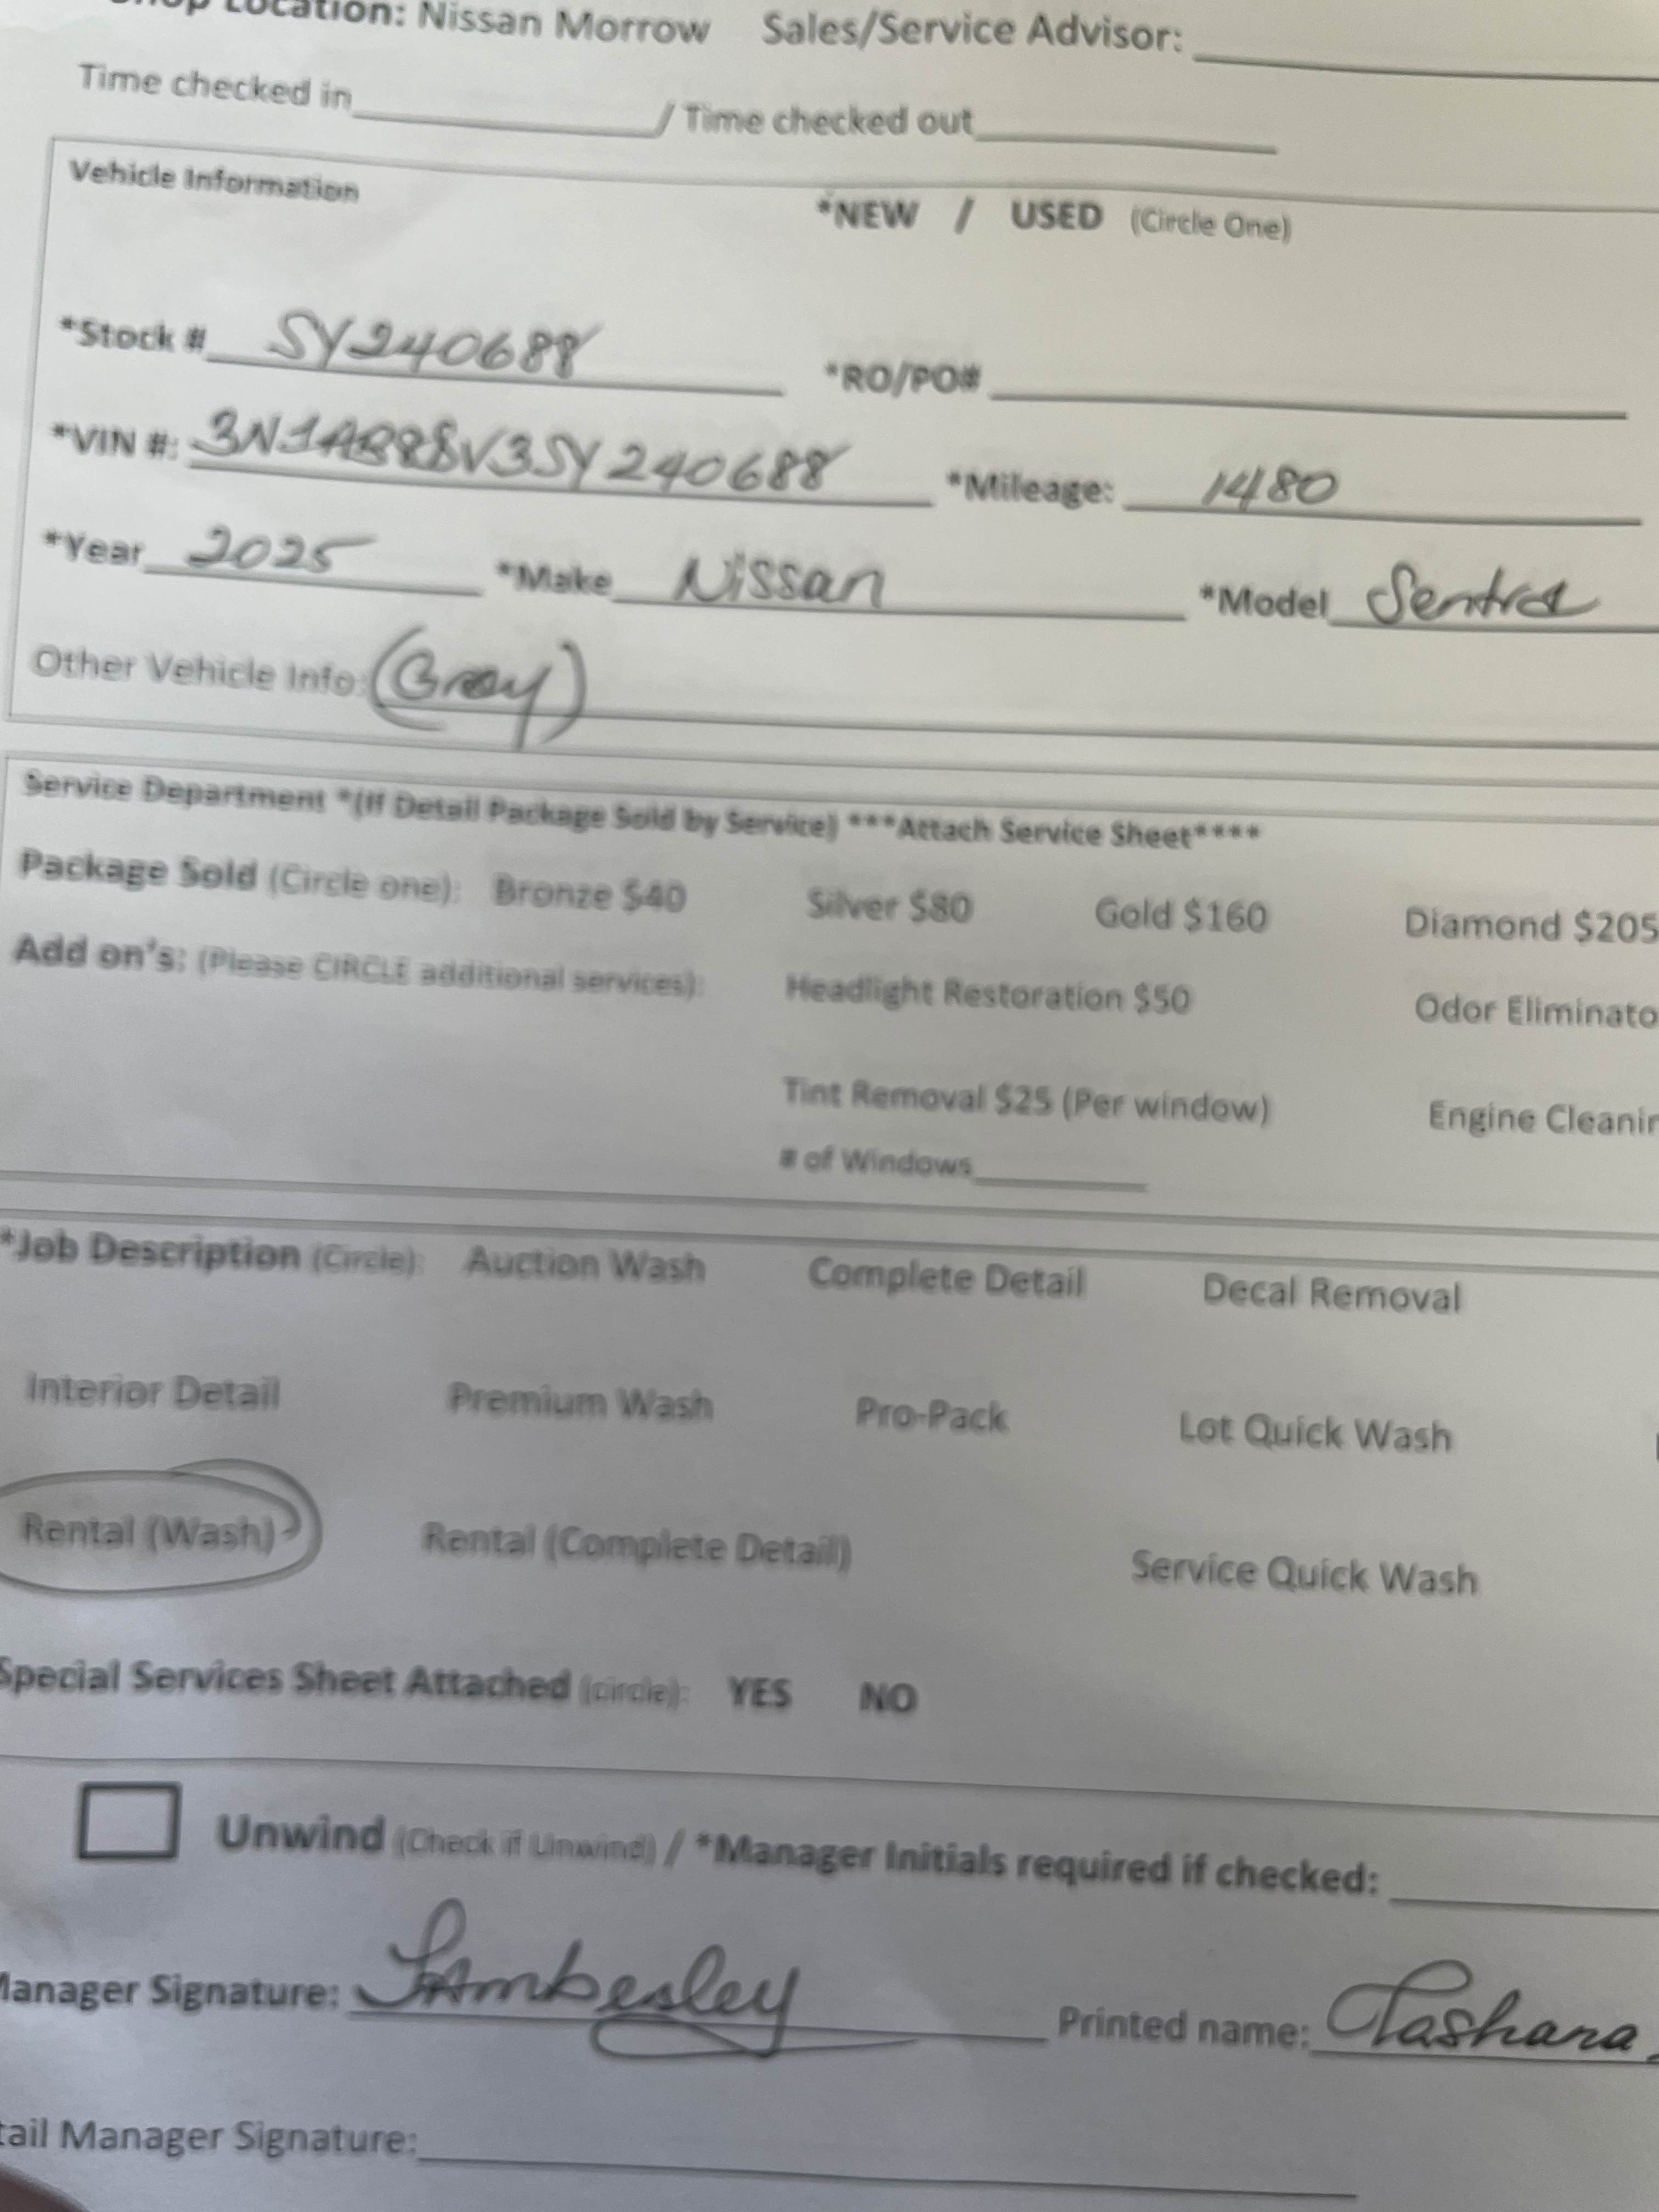 Shop Location: Nissan Morrow Sales/Service Advisor:
Time checked in / Time checked out
Vehicle Information
*NEW / USED (Circle One)
*Stock # SY240688 *RO/PO#
*VIN #: 3N1AB8BV3SY240688 *Mileage: 1480
*Year 2025 *Make Nissan *Model Sentra
Other Vehicle Info: (Gray)
Service Department *(If Detail Package Sold by Service) ***Attach Service Sheet****
Package Sold (Circle one): Bronze $40 Silver $80 Gold $160 Diamond $205
Add on's: (Please CIRCLE additional services): Headlight Restoration $50 Odor Eliminato
Tint Removal $25 (Per window) Engine Cleanin
# of Windows
*Job Description (Circle): Auction Wash Complete Detail Decal Removal
Interior Detail Premium Wash Pro-Pack Lot Quick Wash
Rental (Wash) Rental (Complete Detail) Service Quick Wash
Special Services Sheet Attached (circle): YES NO
Unwind (Check if Unwind) / *Manager Initials required if checked:
Manager Signature: Printed name: Tashana
tail Manager Signature: